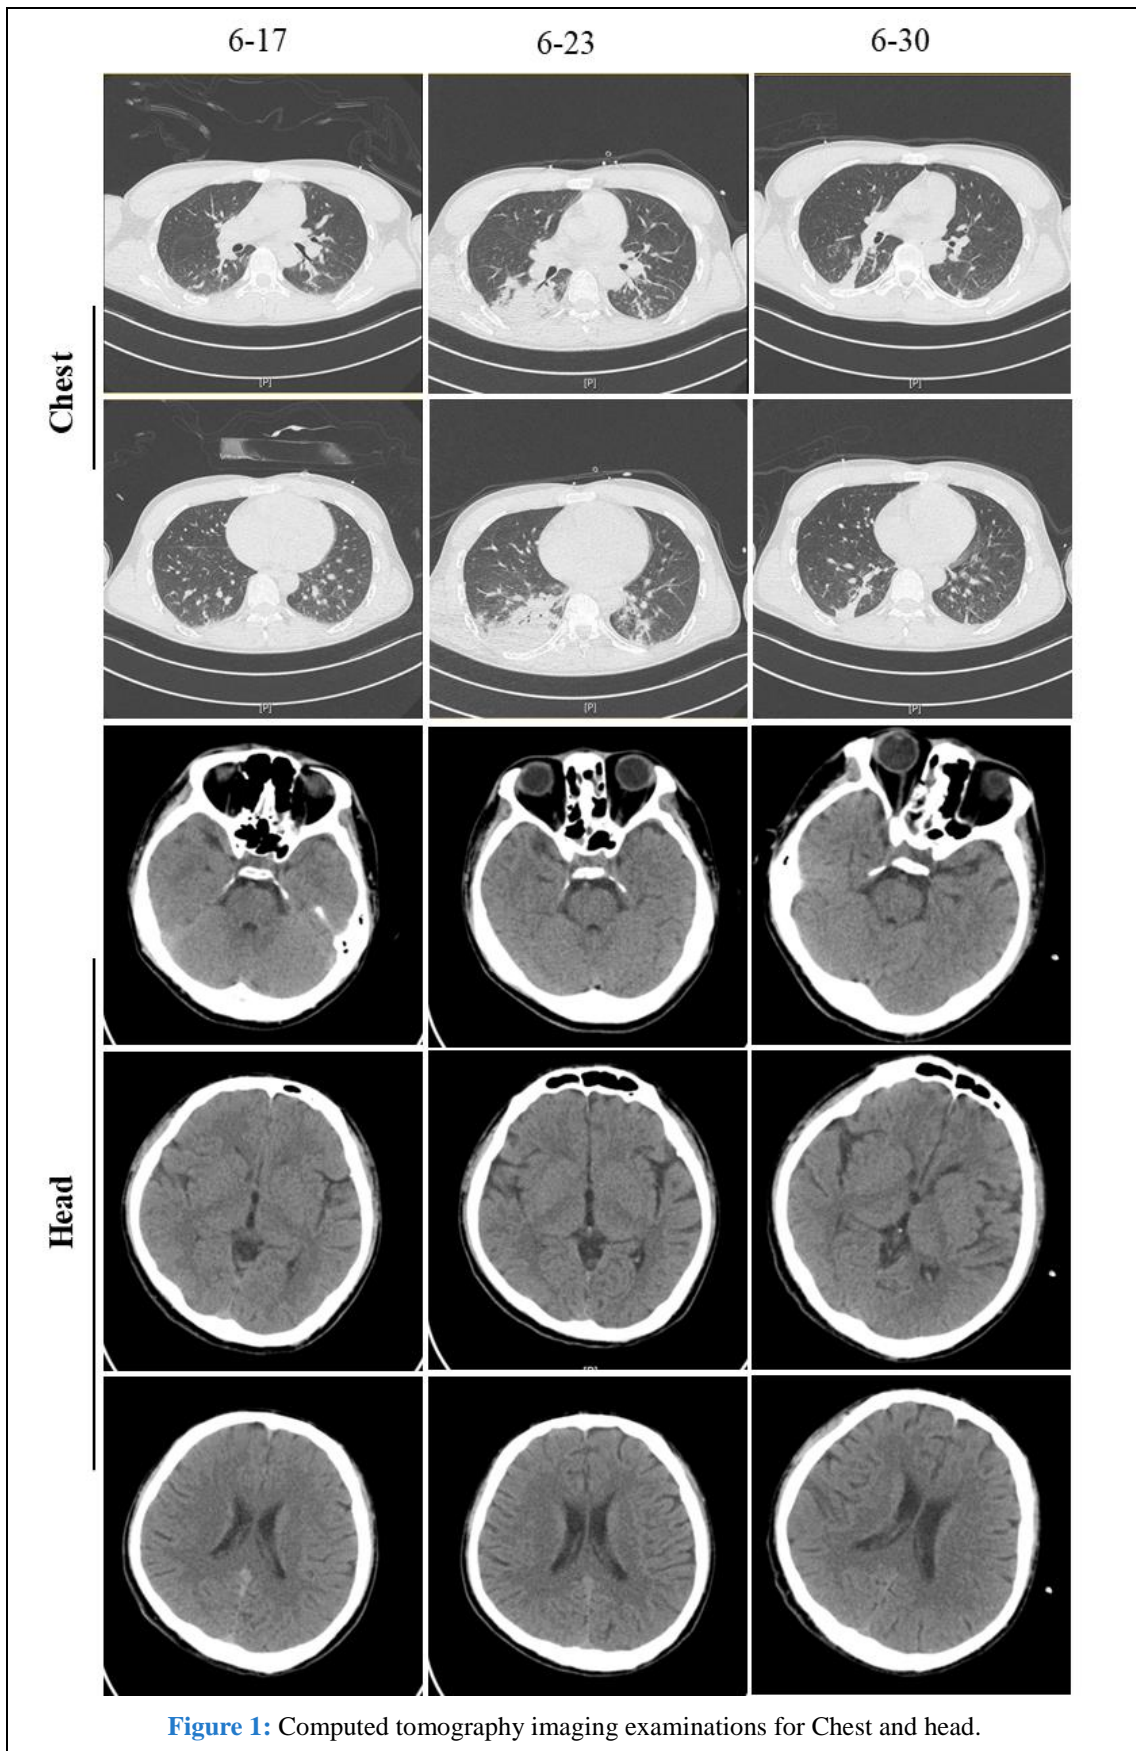 6-17 6-23 6-30
Chest
[P] [P] [P]
[P] [P] [P]
Head
Figure 1: Computed tomography imaging examinations for Chest and head.